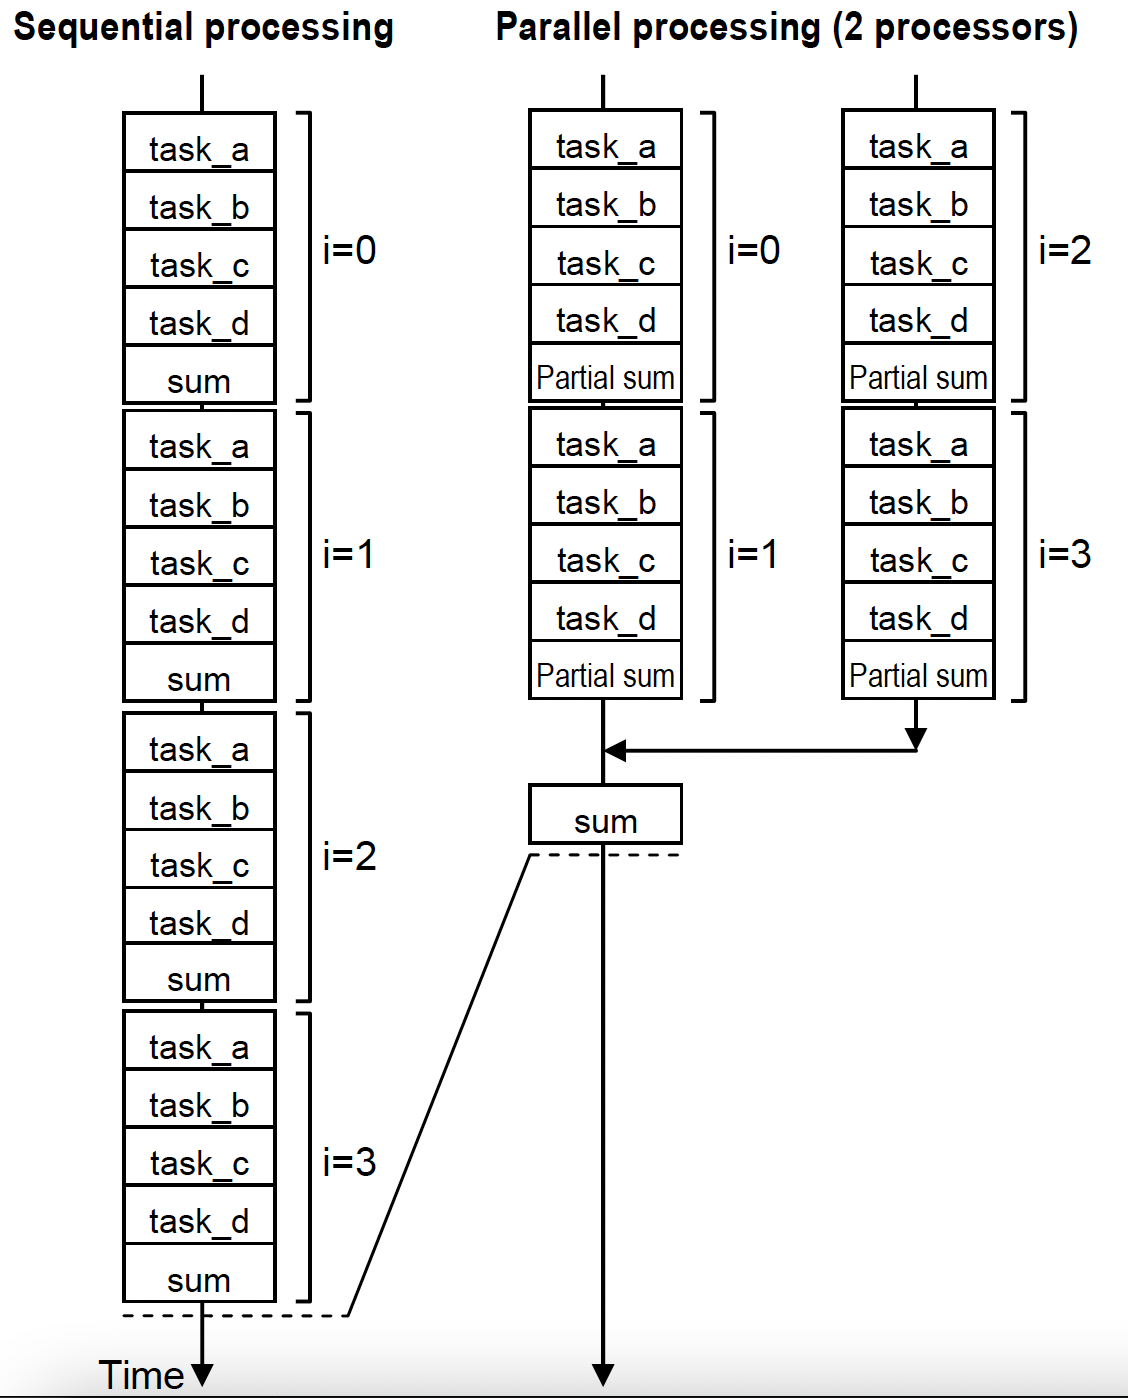 Sequential processing
task_a
task_b
task_c
task_d
sum
i=0
task_a
task_b
task_c
task_d
sum
i=1
task_a
task_b
task_c
task_d
sum
i=2
task_a
task_b
task_c
task_d
sum
i=3
Time
Parallel processing (2 processors)
task_a
task_b
task_c
task_d
Partial sum
i=0
task_a
task_b
task_c
task_d
Partial sum
i=1
task_a
task_b
task_c
task_d
Partial sum
i=2
task_a
task_b
task_c
task_d
Partial sum
i=3
sum